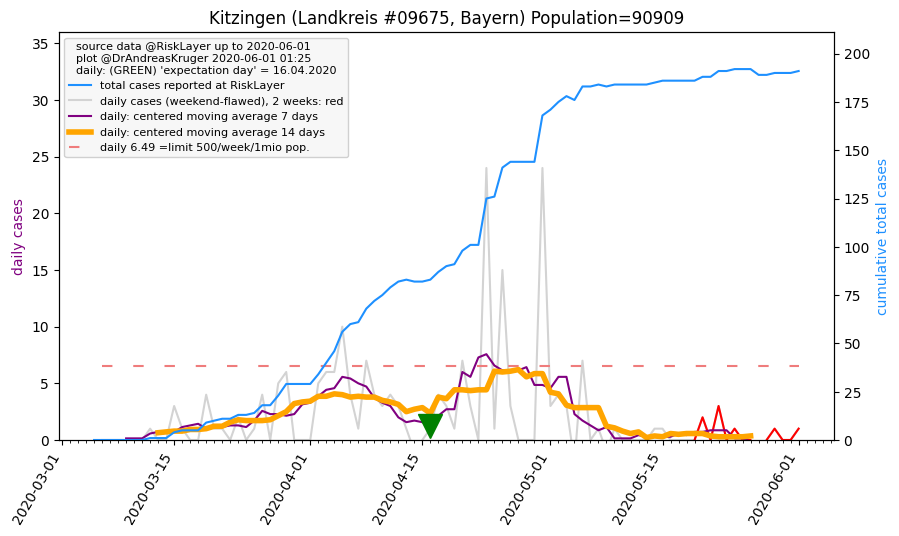 Kitzingen (Landkreis #09675, Bayern) Population=90909
source data @RiskLayer up to 2020-06-01
plot @DrAndreasKruger 2020-06-01 01:25
daily: (GREEN) 'expectation day' = 16.04.2020
total cases reported at RiskLayer
daily cases (weekend-flawed), 2 weeks: red
daily: centered moving average 7 days
daily: centered moving average 14 days
daily 6.49 =limit 500/week/1mio pop.
daily cases
35
30
25
20
15
10
5
0
cumulative total cases
200
175
150
125
100
75
50
25
0
2020-03-01
2020-03-15
2020-04-01
2020-04-15
2020-05-01
2020-05-15
2020-06-01